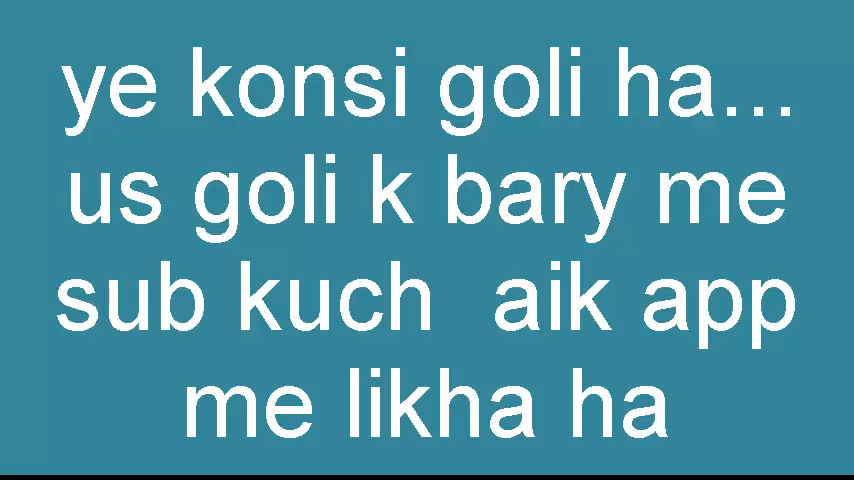 ye konsi goli ha...
us goli k bary me
sub kuch  aik app
me likha ha